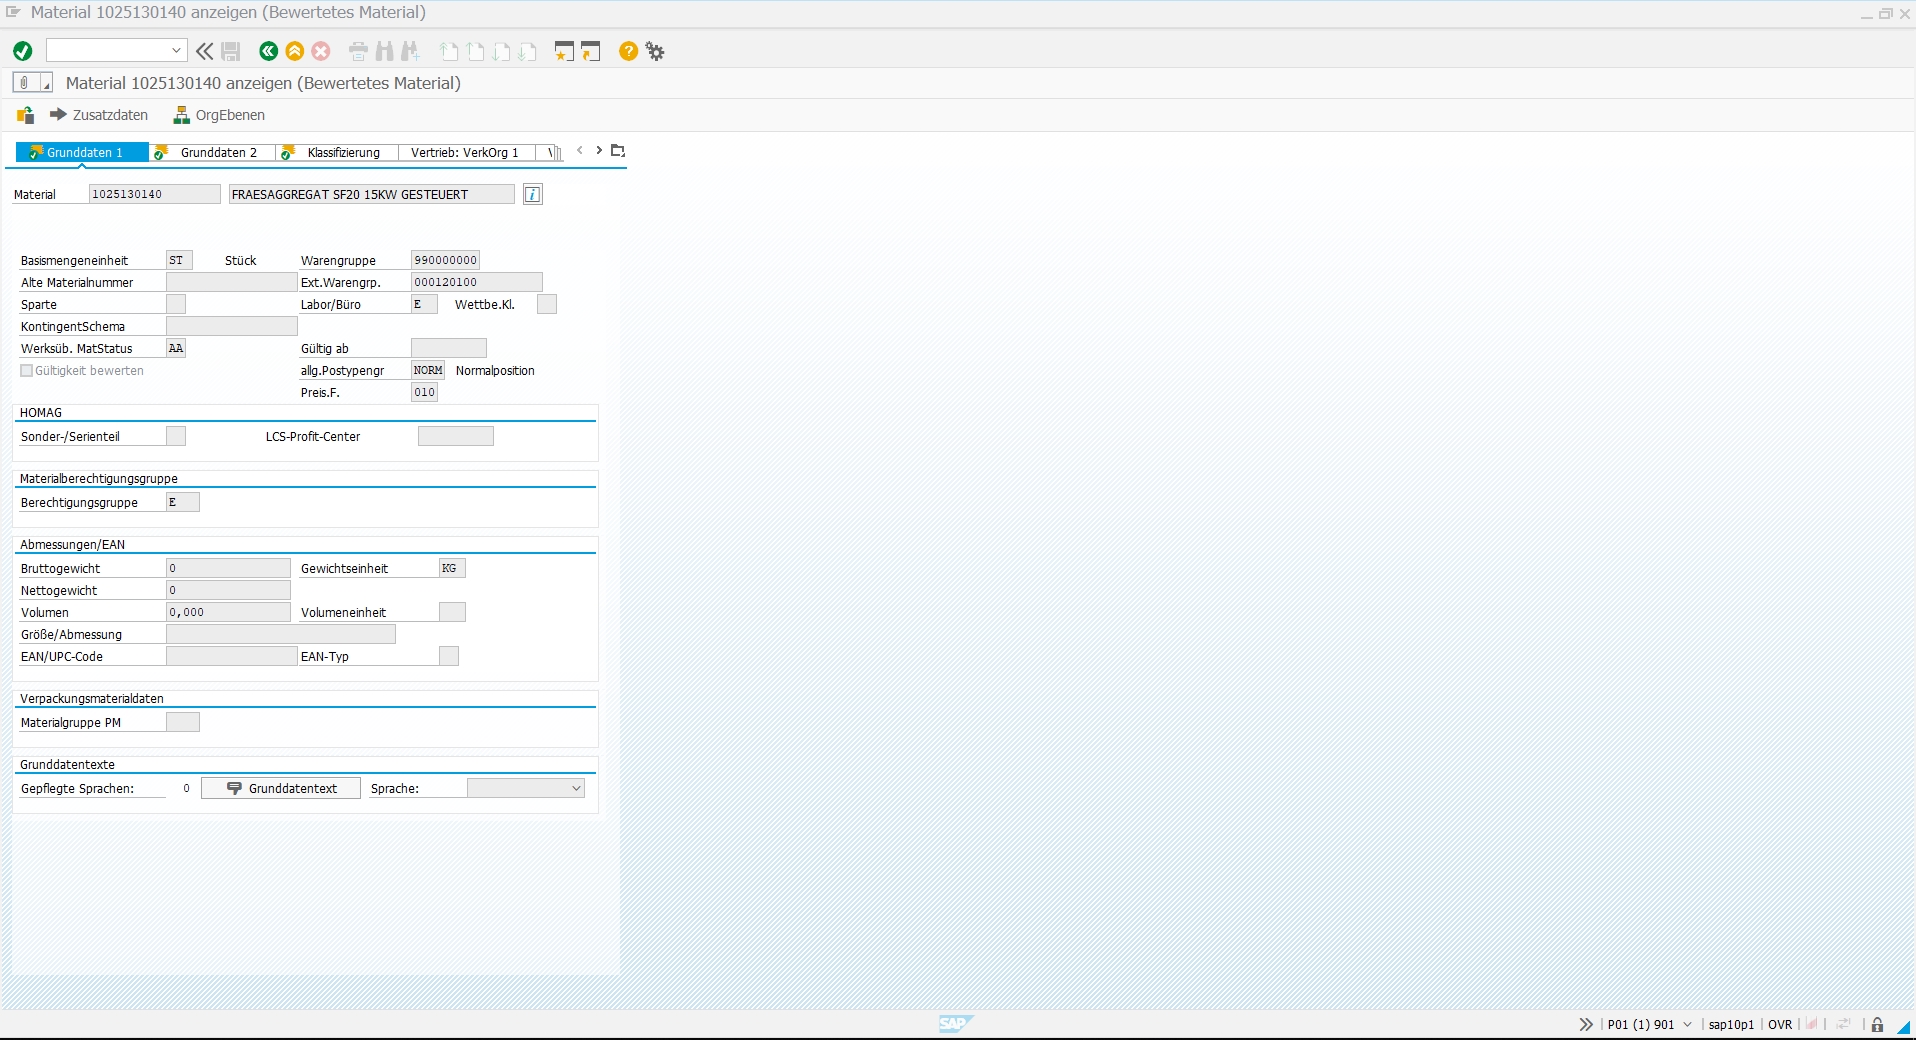 Material 1025130140 anzeigen (Bewertetes Material)
Material 1025130140 anzeigen (Bewertetes Material)
Zusatzdaten OrgEbenen
Grunddaten 1 Grunddaten 2 Klassifizierung Vertrieb: VerkOrg 1
Material 1025130140 FRAESAGGREGAT SF20 15KW GESTEUERT
Basismengeneinheit ST Stück Warengruppe 990000000
Alte Materialnummer Ext.Warengrp. 000120100
Sparte Labor/Büro E Wettbe.Kl.
KontingentSchema
Werksüb. MatStatus AA Gültig ab
Gültigkeit bewerten allg.Postypengr NORM Normalposition
Preis.F. 010
HOMAG
Sonder-/Serienteil LCS-Profit-Center
Materialberechtigungsgruppe
Berechtigungsgruppe E
Abmessungen/EAN
Bruttogewicht 0 Gewichtseinheit KG
Nettogewicht 0
Volumen 0,000 Volumeneinheit
Größe/Abmessung
EAN/UPC-Code EAN-Typ
Verpackungsmaterialdaten
Materialgruppe PM
Grunddatentexte
Gepflegte Sprachen: 0 Grunddatentext Sprache:
SAP P01 (1) 901 sap10p1 OVR